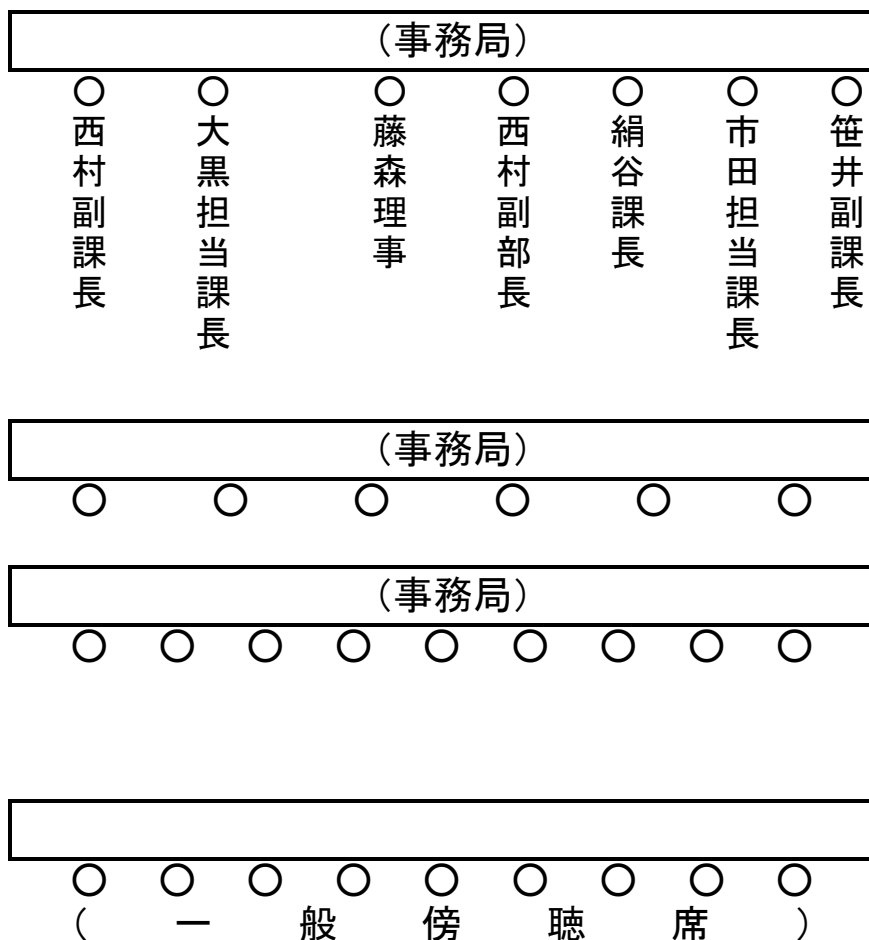 （事務局）
○西村副課長
○大黒担当課長
○藤森理事
○西村副部長
○絹谷課長
○市田担当課長
○笹井副課長
（事務局）
○ ○ ○ ○ ○ ○
（事務局）
○ ○ ○ ○ ○ ○ ○ ○ ○
○ ○ ○ ○ ○ ○ ○ ○ ○
（一般傍聴席）